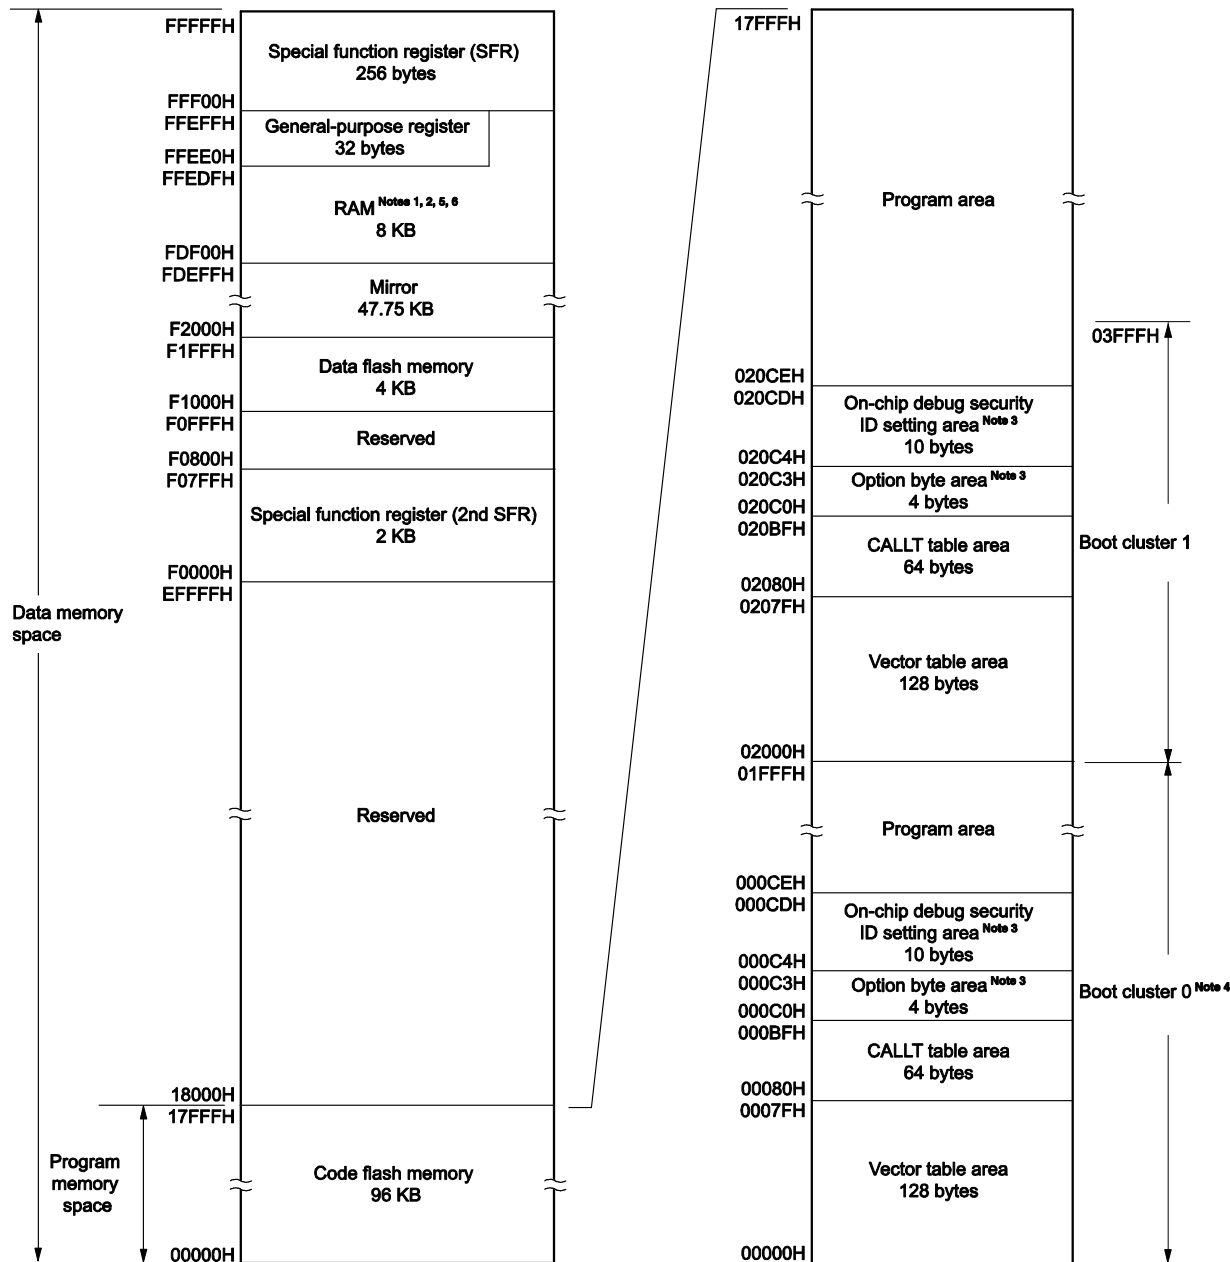 FFFFFH
Special function register (SFR)
256 bytes
FFF00H
FFEFFH
General-purpose register
32 bytes
FFEE0H
FFEDFH
RAM Notes 1, 2, 5, 6
8 KB
FDF00H
FDEFFH
Mirror
47.75 KB
F2000H
F1FFFH
Data flash memory
4 KB
F1000H
F0FFFH
Reserved
F0800H
F07FFH
Special function register (2nd SFR)
2 KB
F0000H
EFFFFH
Data memory
space
Reserved
18000H
17FFFH
Program
memory
space
Code flash memory
96 KB
00000H
17FFFH
Program area
03FFFH
020CEH
020CDH
On-chip debug security
ID setting area Note 3
10 bytes
020C4H
020C3H
Option byte area Note 3
4 bytes
020C0H
020BFH
CALLT table area
64 bytes
Boot cluster 1
02080H
0207FH
Vector table area
128 bytes
02000H
01FFFH
Program area
000CEH
000CDH
On-chip debug security
ID setting area Note 3
10 bytes
000C4H
000C3H
Option byte area Note 3
4 bytes
Boot cluster 0 Note 4
000C0H
000BFH
CALLT table area
64 bytes
00080H
0007FH
Vector table area
128 bytes
00000H